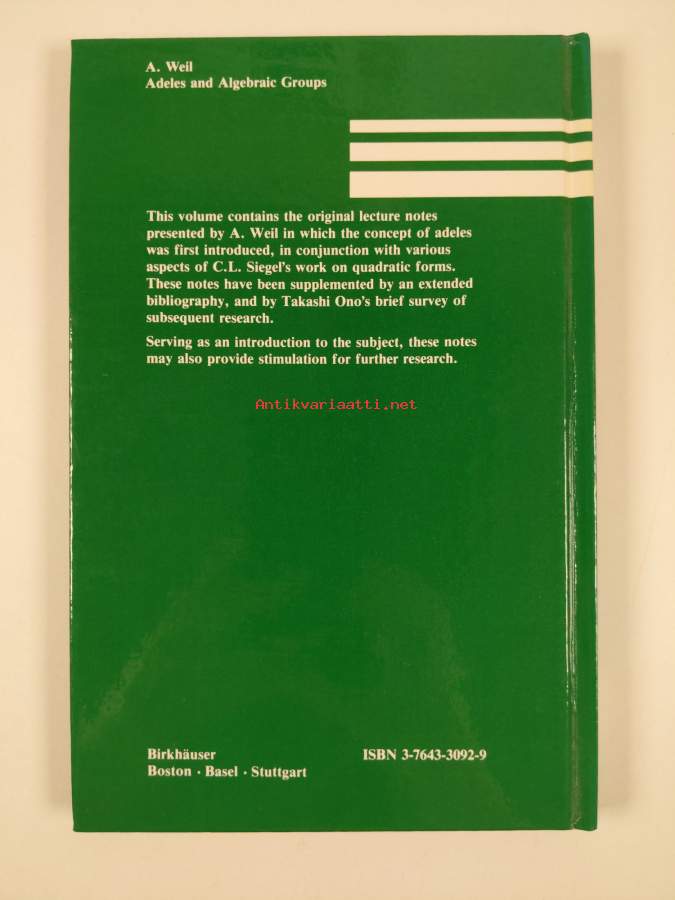 A. Weil
Adeles and Algebraic Groups
This volume contains the original lecture notes
presented by A. Weil in which the concept of adeles
was first introduced, in conjunction with various
aspects of C.L. Siegel's work on quadratic forms.
These notes have been supplemented by an extended
bibliography, and by Takashi Ono's brief survey of
subsequent research.
Serving as an introduction to the subject, these notes
may also provide stimulation for further research.
Antikvariaatti.net
Birkhäuser
Boston · Basel · Stuttgart
ISBN 3-7643-3092-9